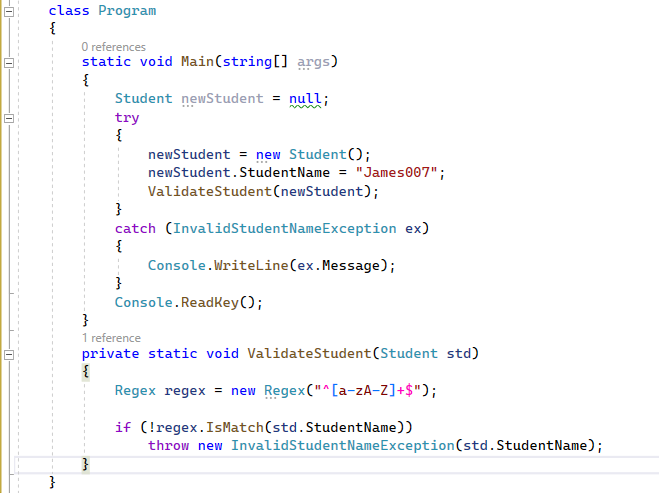 class Program
{
0 references
static void Main(string[] args)
{
Student newStudent = null;
try
{
newStudent = new Student();
newStudent.StudentName = "James007";
ValidateStudent(newStudent);
}
catch (InvalidStudentNameException ex)
{
Console.WriteLine(ex.Message);
}
Console.ReadKey();
}
1 reference
private static void ValidateStudent(Student std)
{
Regex regex = new Regex("^[a-zA-Z]+$");
if (!regex.IsMatch(std.StudentName))
throw new InvalidStudentNameException(std.StudentName);
}
}